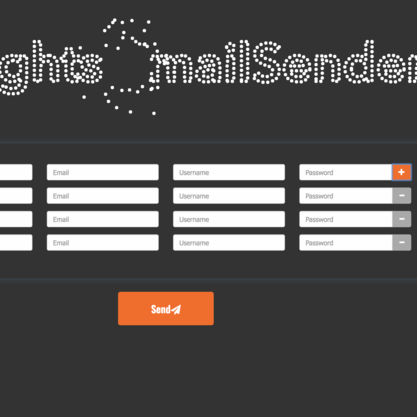 ghts mailSender
Email Username Password +
Email Username Password -
Email Username Password -
Email Username Password -
Send